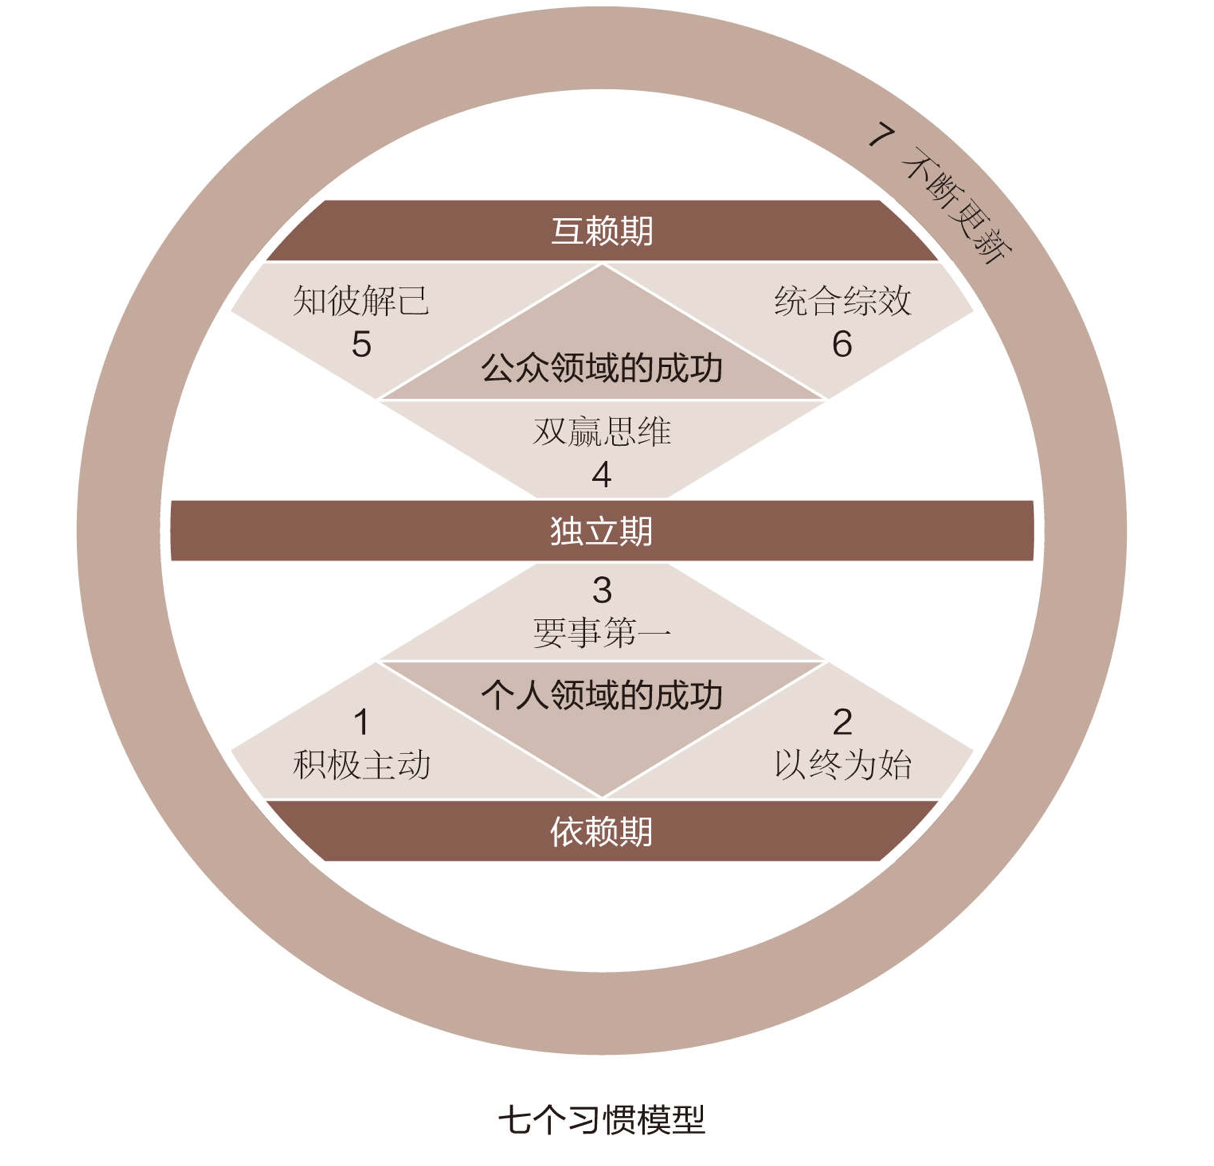 7 不断更新
互赖期
知彼解己
5
统合综效
6
公众领域的成功
双赢思维
4
独立期
3
要事第一
个人领域的成功
1
积极主动
2
以终为始
依赖期
七个习惯模型